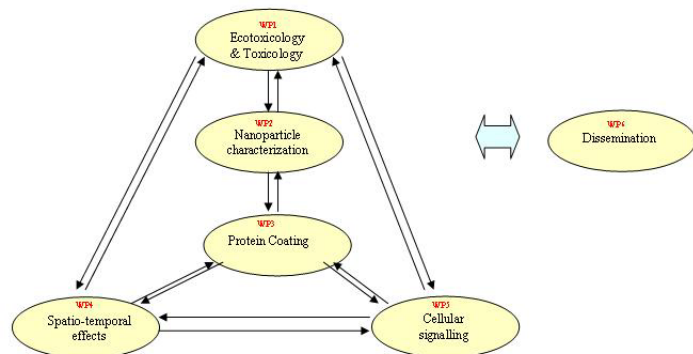 WP1
Ecotoxicology
& Toxicology
WP2
Nanoparticle
characterization
WP6
Dissemination
WP3
Protein Coating
WP4
Spatio-temporal
effects
WP5
Cellular
signalling